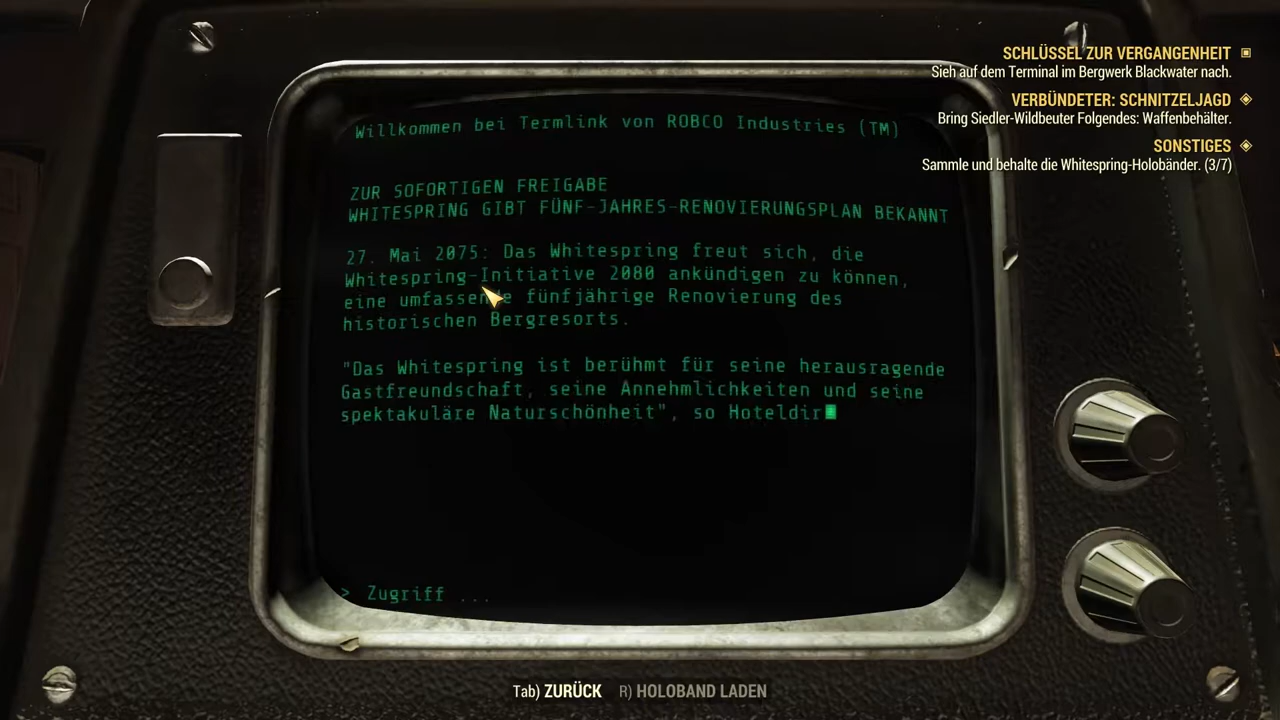 SCHLÜSSEL ZUR VERGANGENHEIT
Sieh auf dem Terminal im Bergwerk Blackwater nach.
VERBÜNDETER: SCHNITZELJAGD
Bring Siedler-Wildbeuter Folgendes: Waffenbehälter.
SONSTIGES
Sammle und behalte die Whitespring-Holobänder. (3/7)
Willkommen bei Termlink von ROBCO Industries (TM)
ZUR SOFORTIGEN FREIGABE
WHITESPRING GIBT FÜNF-JAHRES-RENOVIERUNGSPLAN BEKANNT
27. Mai 2075: Das Whitespring freut sich, die
Whitespring-Initiative 2080 ankündigen zu können,
eine umfassende fünfjährige Renovierung des
historischen Bergresorts.
"Das Whitespring ist berühmt für seine herausragende
Gastfreundschaft, seine Annehmlichkeiten und seine
spektakuläre Naturschönheit", so Hoteldir
> Zugriff ...
Tab) ZURÜCK R) HOLOBAND LADEN